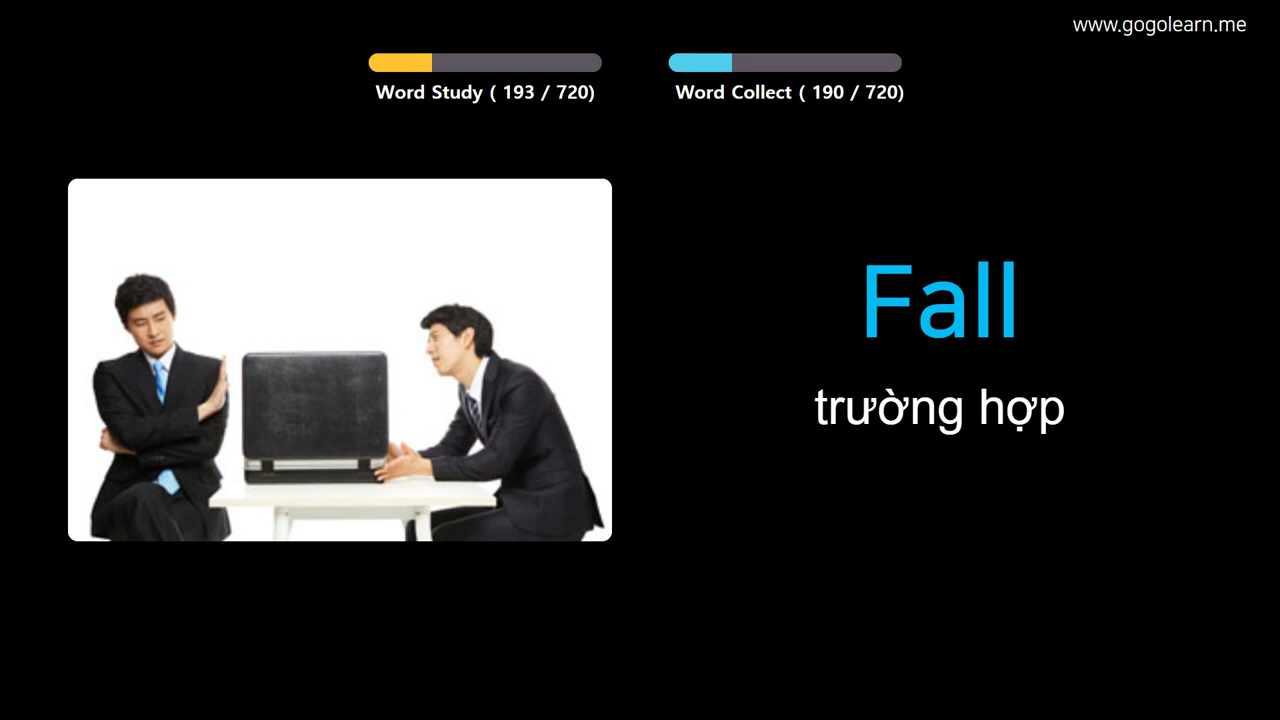 www.gogolearn.me
Word Study ( 193 / 720)
Word Collect ( 190 / 720)
Fall
trường hợp